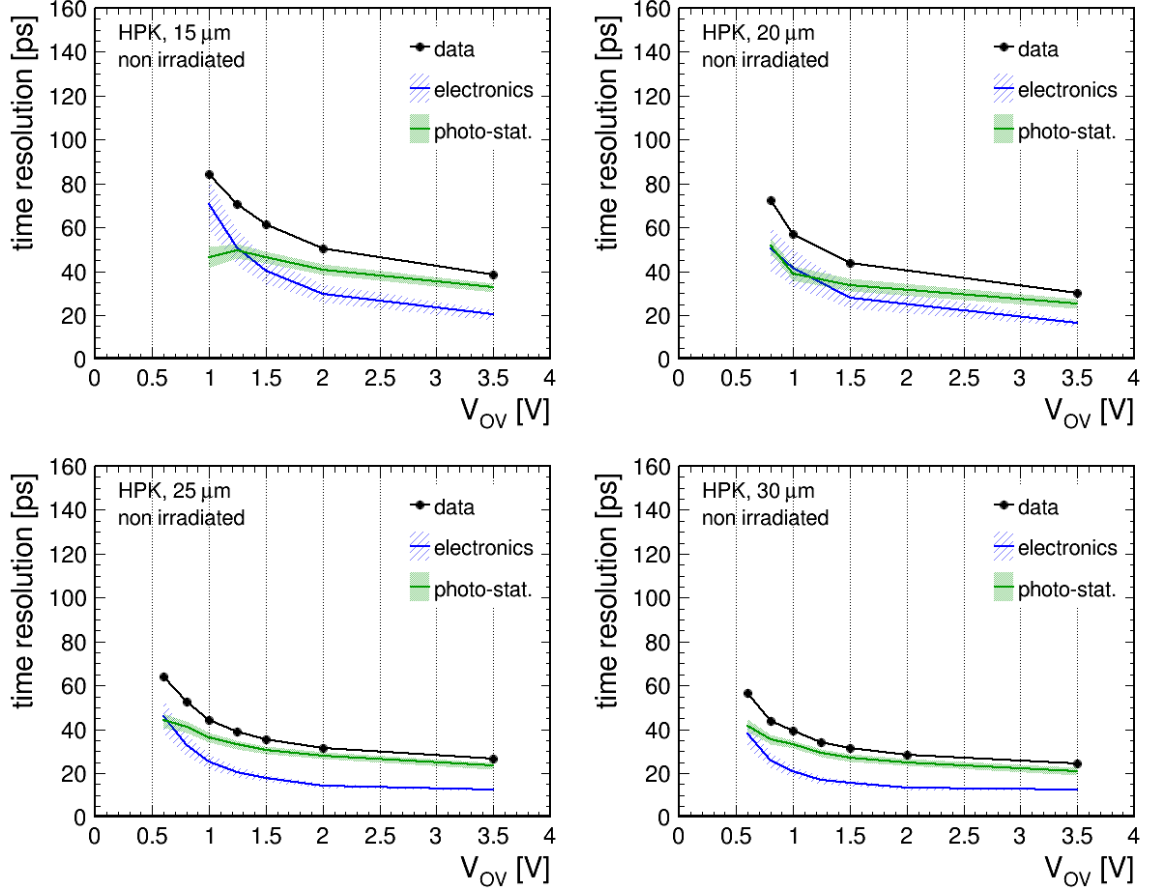 HPK, 15 μm
non irradiated
data
electronics
photo-stat.
time resolution [ps]
160
140
120
100
80
60
40
20
0
0 0.5 1 1.5 2 2.5 3 3.5 4
V_OV [V]
HPK, 20 μm
non irradiated
data
electronics
photo-stat.
time resolution [ps]
160
140
120
100
80
60
40
20
0
0 0.5 1 1.5 2 2.5 3 3.5 4
V_OV [V]
HPK, 25 μm
non irradiated
data
electronics
photo-stat.
time resolution [ps]
160
140
120
100
80
60
40
20
0
0 0.5 1 1.5 2 2.5 3 3.5 4
V_OV [V]
HPK, 30 μm
non irradiated
data
electronics
photo-stat.
time resolution [ps]
160
140
120
100
80
60
40
20
0
0 0.5 1 1.5 2 2.5 3 3.5 4
V_OV [V]